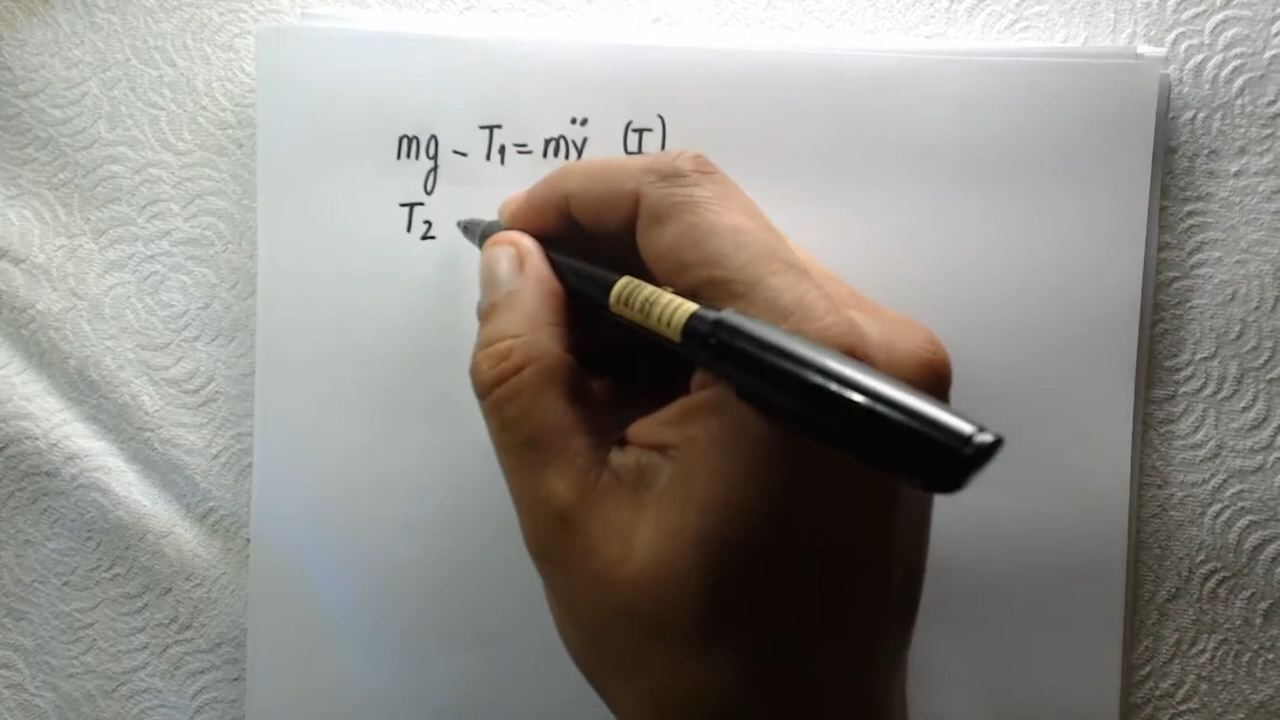 mg - T₁ = mÿ (I)
T₂